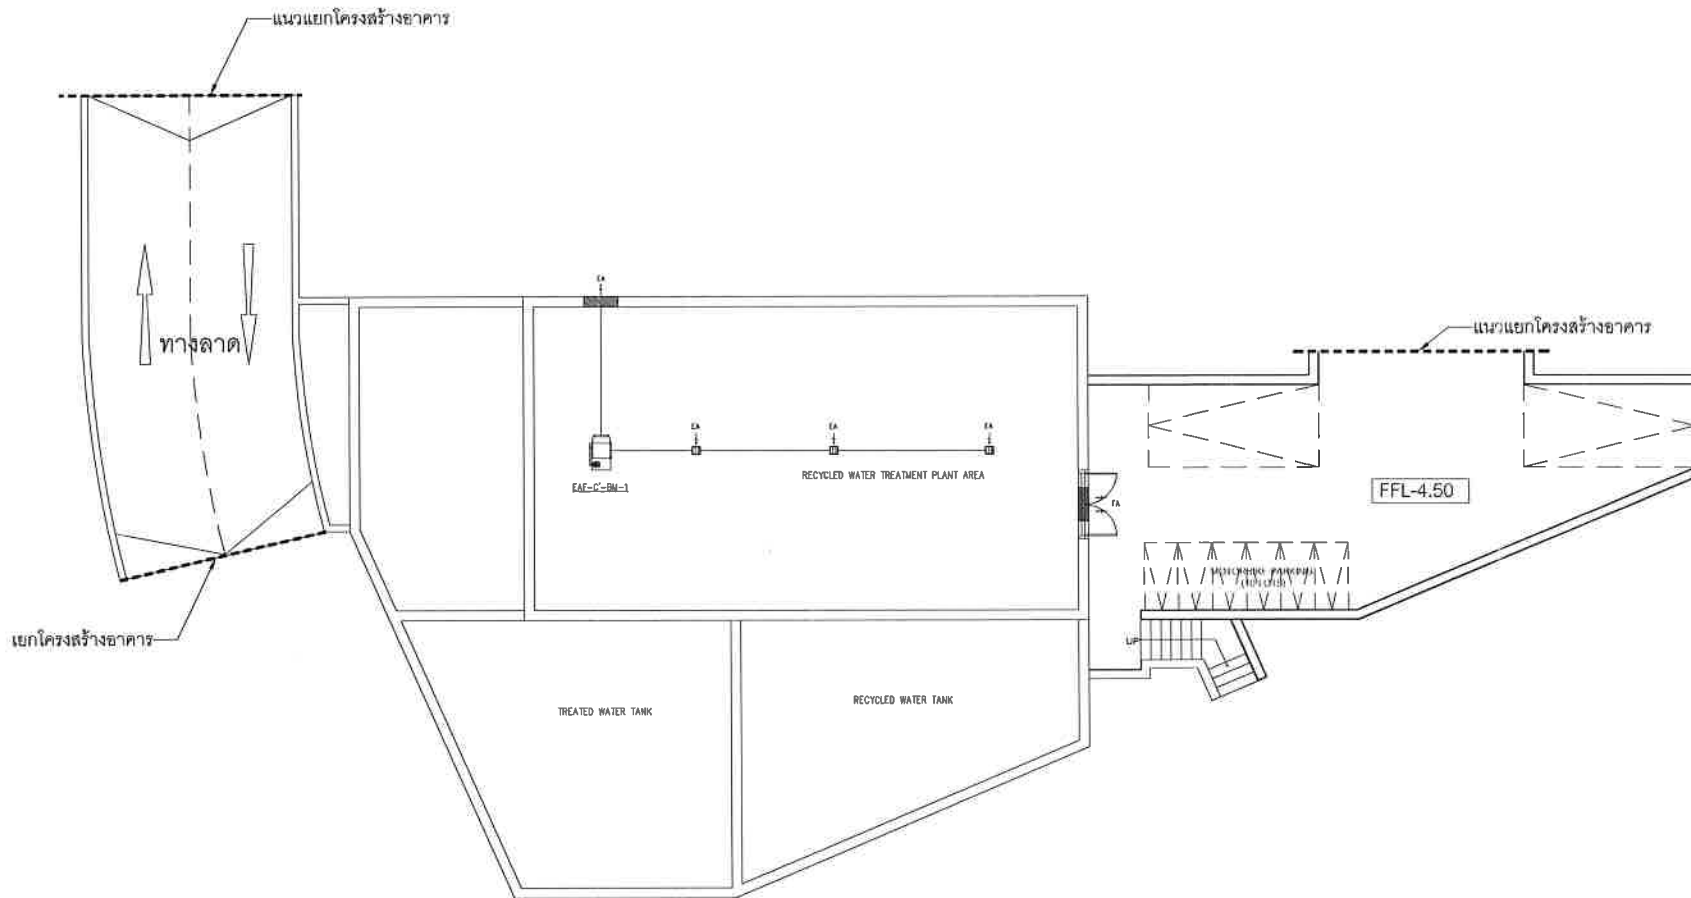 แนวแยกโครงสร้างอาคาร
EA
ทางลาด
แนวแยกโครงสร้างอาคาร
EA
EA
EA
RECYCLED WATER TREATMENT PLANT AREA
EAF-C'-BM-1
FFL-4.50
PARKING
แยกโครงสร้างอาคาร
UP
TREATED WATER TANK
RECYCLED WATER TANK